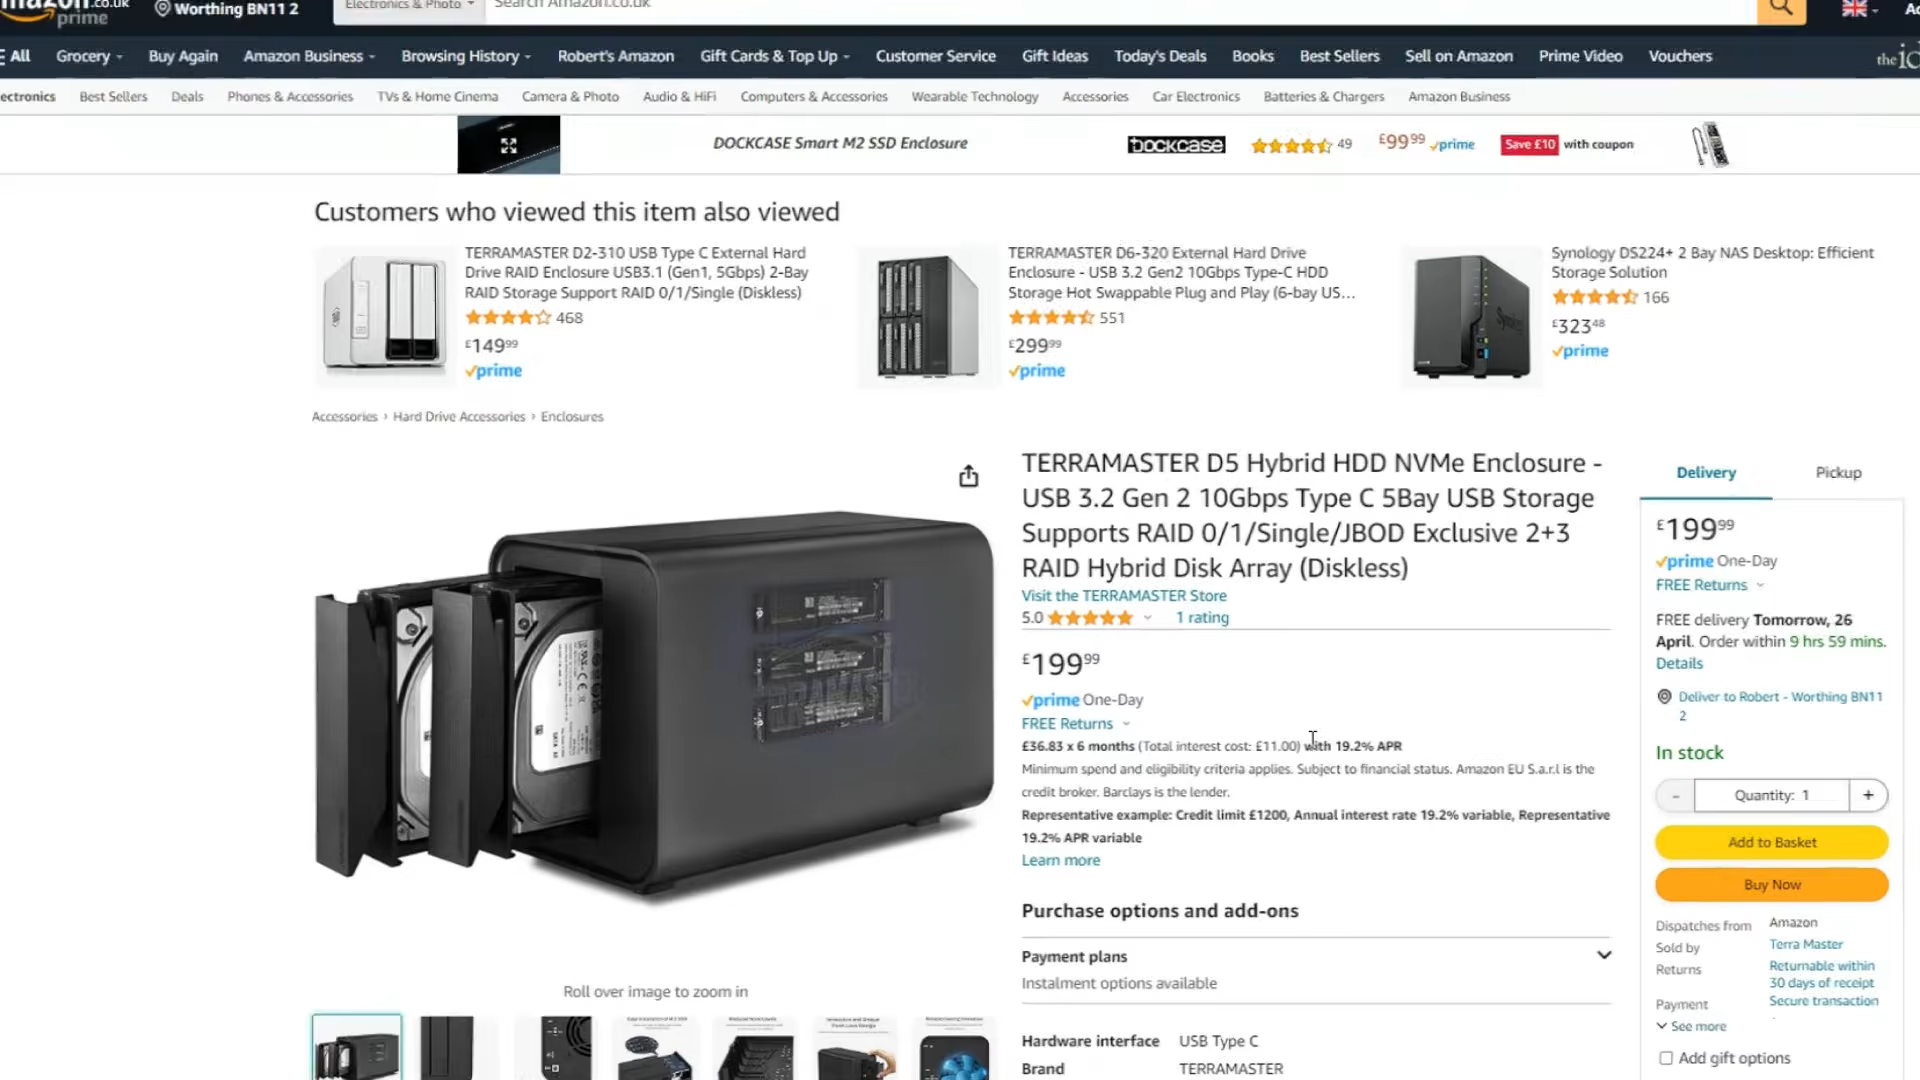 .co.uk
prime
Worthing BN11 2
Electronics & Photo
Search Amazon.co.uk
All
Grocery
Buy Again
Amazon Business
Browsing History
Robert's Amazon
Gift Cards & Top Up
Customer Service
Gift Ideas
Today's Deals
Books
Best Sellers
Sell on Amazon
Prime Video
Vouchers
the
ectronics
Best Sellers
Deals
Phones & Accessories
TVs & Home Cinema
Camera & Photo
Audio & HiFi
Computers & Accessories
Wearable Technology
Accessories
Car Electronics
Batteries & Chargers
Amazon Business
DOCKCASE Smart M2 SSD Enclosure
DOCKCASE
49
£99.99
prime
Save £10
with coupon
Customers who viewed this item also viewed
TERRAMASTER D2-310 USB Type C External Hard
Drive RAID Enclosure USB3.1 (Gen1, 5Gbps) 2-Bay
RAID Storage Support RAID 0/1/Single (Diskless)
468
£149.99
prime
TERRAMASTER D6-320 External Hard Drive
Enclosure - USB 3.2 Gen2 10Gbps Type-C HDD
Storage Hot Swappable Plug and Play (6-bay US...
551
£299.99
prime
Synology DS224+ 2 Bay NAS Desktop: Efficient
Storage Solution
166
£323.48
prime
Accessories › Hard Drive Accessories › Enclosures
TERRAMASTER
TERRAMASTER D5 Hybrid HDD NVMe Enclosure -
USB 3.2 Gen 2 10Gbps Type C 5Bay USB Storage
Supports RAID 0/1/Single/JBOD Exclusive 2+3
RAID Hybrid Disk Array (Diskless)
Visit the TERRAMASTER Store
5.0
1 rating
£199.99
prime One-Day
FREE Returns
£36.83 x 6 months (Total interest cost: £11.00) with 19.2% APR
Minimum spend and eligibility criteria applies. Subject to financial status. Amazon EU S.a.r.l is the
credit broker. Barclays is the lender.
Representative example: Credit limit £1200, Annual interest rate 19.2% variable, Representative
19.2% APR variable
Learn more
Purchase options and add-ons
Payment plans
Instalment options available
Hardware interface USB Type C
Brand TERRAMASTER
Roll over image to zoom in
Delivery
Pickup
£199.99
prime One-Day
FREE Returns
FREE delivery Tomorrow, 26
April. Order within 9 hrs 59 mins.
Details
Deliver to Robert - Worthing BN11
2
In stock
- Quantity: 1 +
Add to Basket
Buy Now
Dispatches from Amazon
Sold by Terra Master
Returns Returnable within
30 days of receipt
Payment Secure transaction
See more
Add gift options